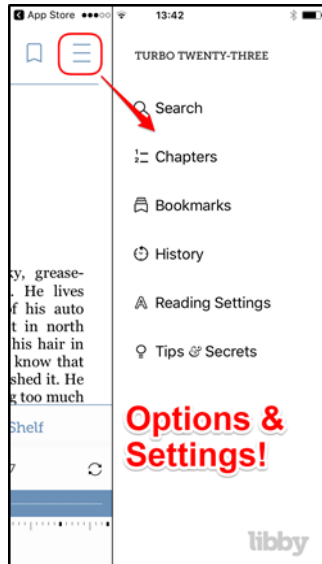 App Store
13:42
TURBO TWENTY-THREE
Search
Chapters
Bookmarks
History
Reading Settings
Tips & Secrets
ky, grease-
. He lives
of his auto
t in north
his hair in
know that
shed it. He
g too much
Shelf
7
Options &
Settings!
libby